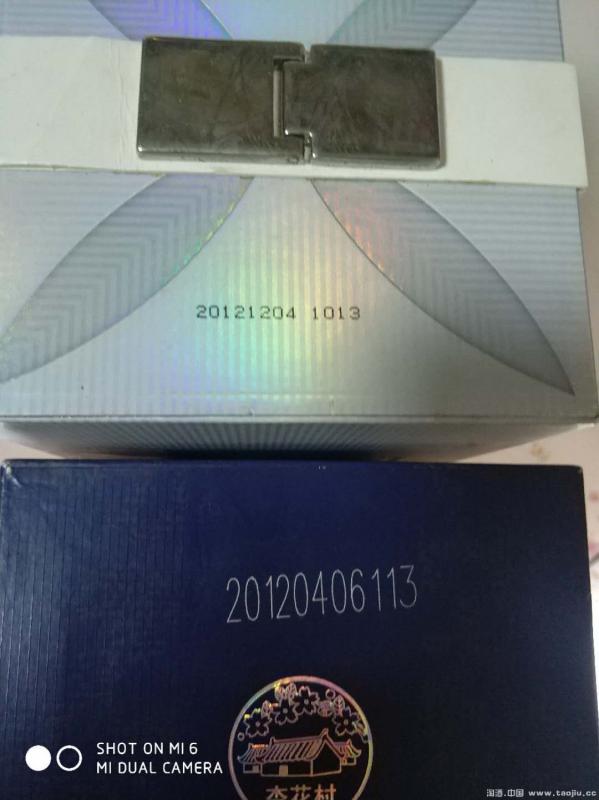 20121204 1013
20120406113
杏花村
SHOT ON MI 6
MI DUAL CAMERA
淘酒.中国 www.taojiu.cc